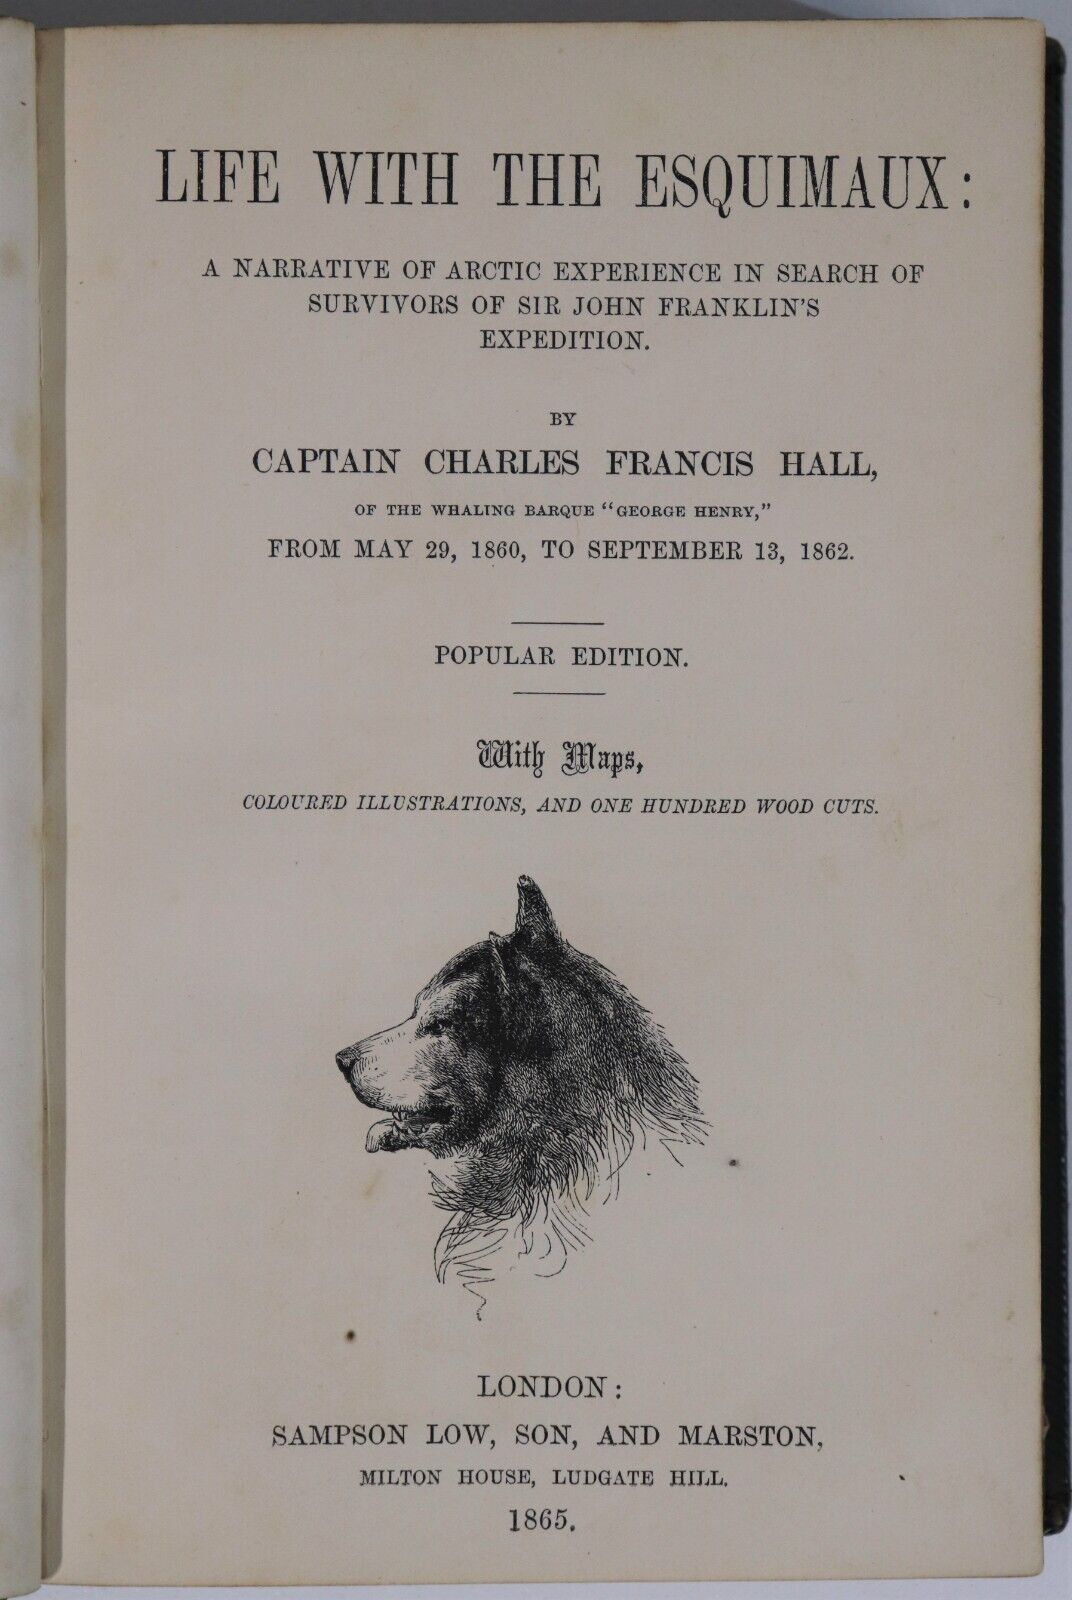 LIFE WITH THE ESQUIMAUX:
A NARRATIVE OF ARCTIC EXPERIENCE IN SEARCH OF
SURVIVORS OF SIR JOHN FRANKLIN'S
EXPEDITION.
BY
CAPTAIN CHARLES FRANCIS HALL,
OF THE WHALING BARQUE "GEORGE HENRY,"
FROM MAY 29, 1860, TO SEPTEMBER 13, 1862.
POPULAR EDITION.
With Maps,
COLOURED ILLUSTRATIONS, AND ONE HUNDRED WOOD CUTS.
LONDON:
SAMPSON LOW, SON, AND MARSTON,
MILTON HOUSE, LUDGATE HILL.
1865.